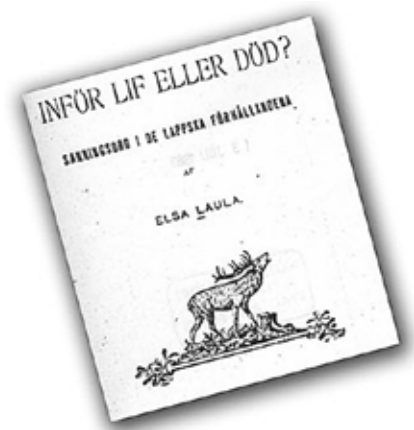 INFÖR LIF ELLER DÖD?
SANNINGSORD I DE LAPPSKA FÖRHÅLLANDENA
AF
ELSA LAULA.